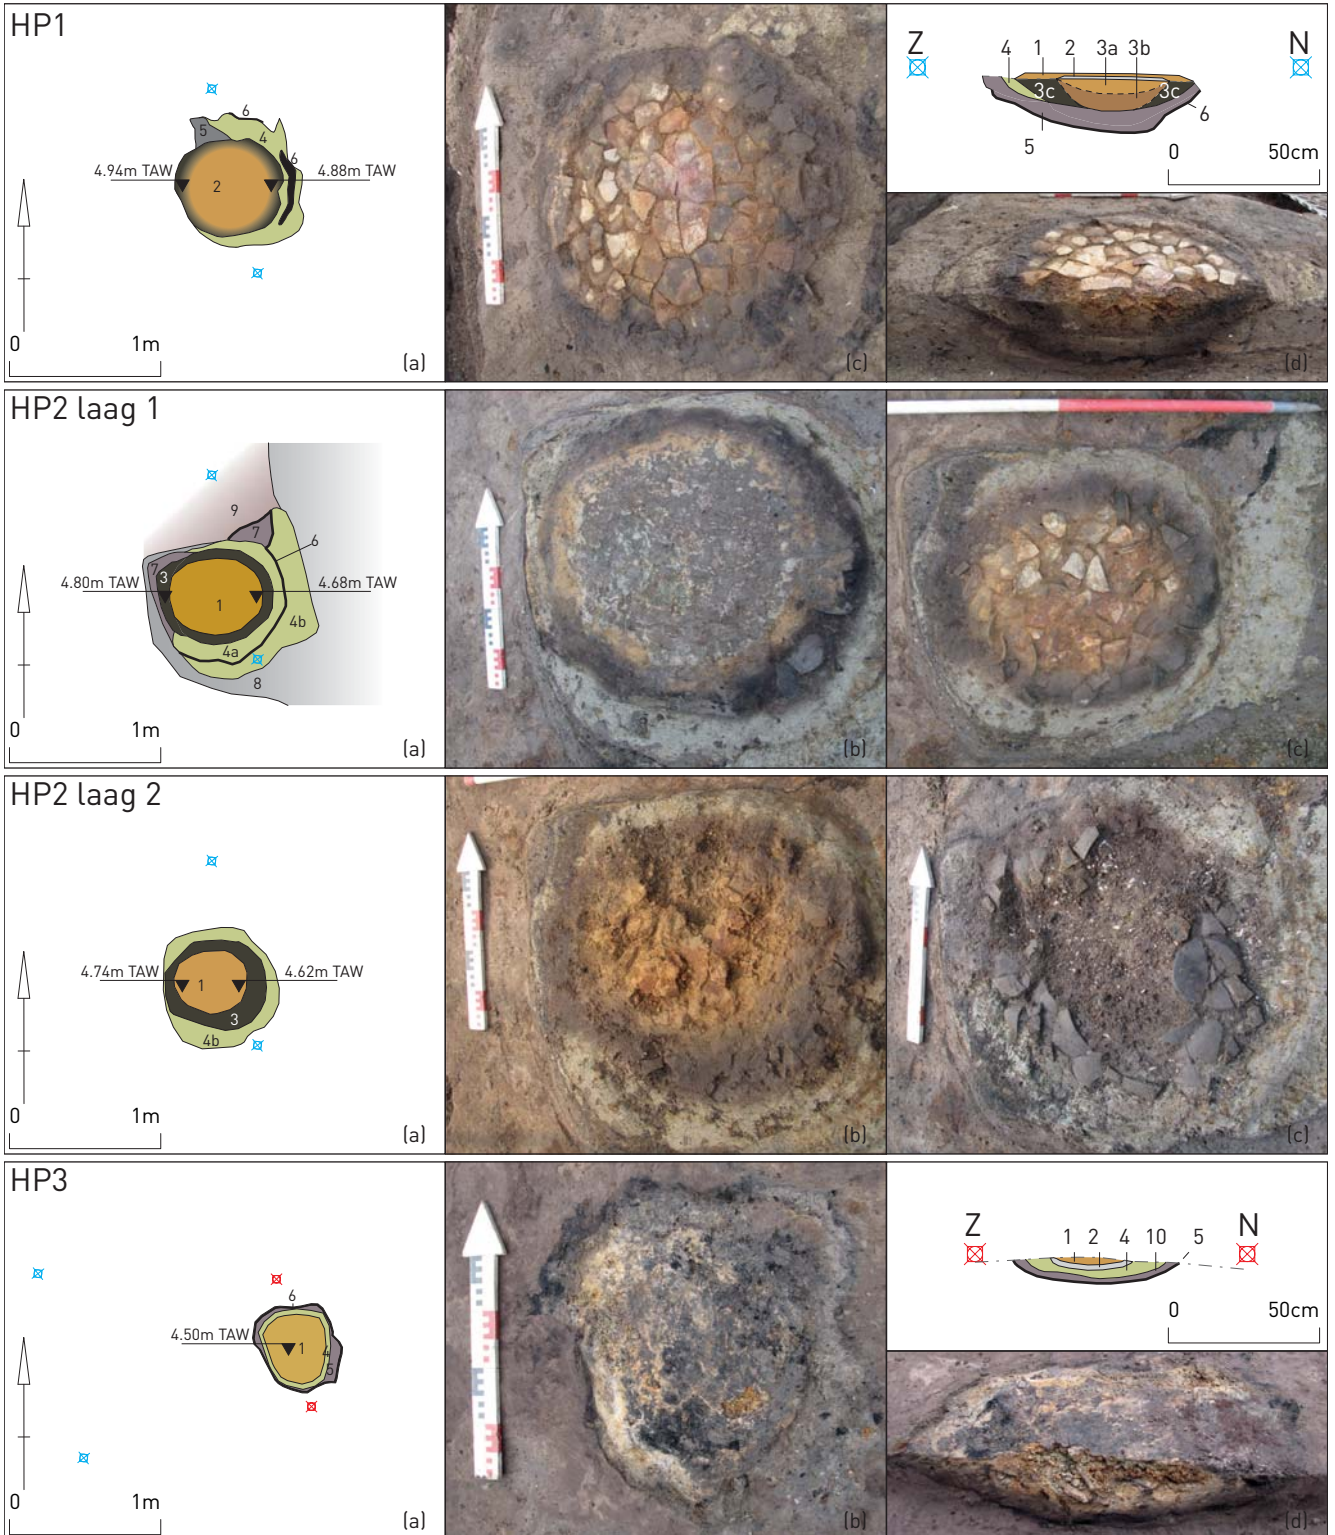 HP1
6
5
4
6
4.94m TAW
4.88m TAW
2
0
1m
(a)
(c)
Z
N
4
1
2
3a
3b
3c
3c
6
5
0
50cm
(d)
HP2 laag 1
9
7
6
7
3
4.80m TAW
4.68m TAW
1
4b
4a
8
0
1m
(a)
(b)
(c)
HP2 laag 2
4.74m TAW
4.62m TAW
1
3
4b
0
1m
(a)
(b)
(c)
HP3
6
4.50m TAW
1
4
5
0
1m
(a)
(b)
Z
N
1
2
4
10
5
0
50cm
(d)